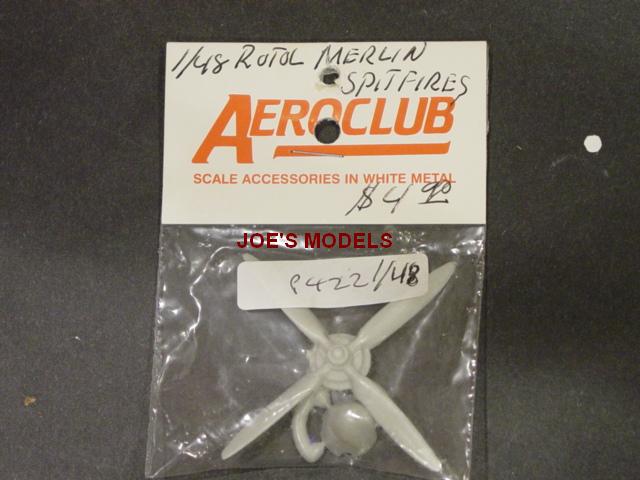 1/48 ROTOL MERLIN
SPITFIRES
AEROCLUB
SCALE ACCESSORIES IN WHITE METAL
$4.90
JOE'S MODELS
P422 1/48